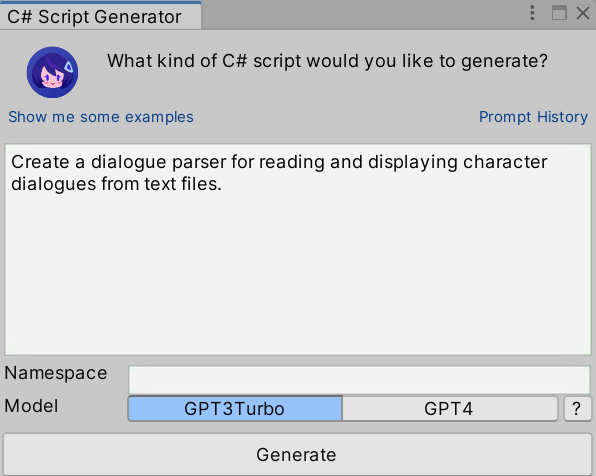 C# Script Generator
What kind of C# script would you like to generate?
Show me some examples
Prompt History
Create a dialogue parser for reading and displaying character
dialogues from text files.
Namespace
Model
GPT3Turbo
GPT4
?
Generate